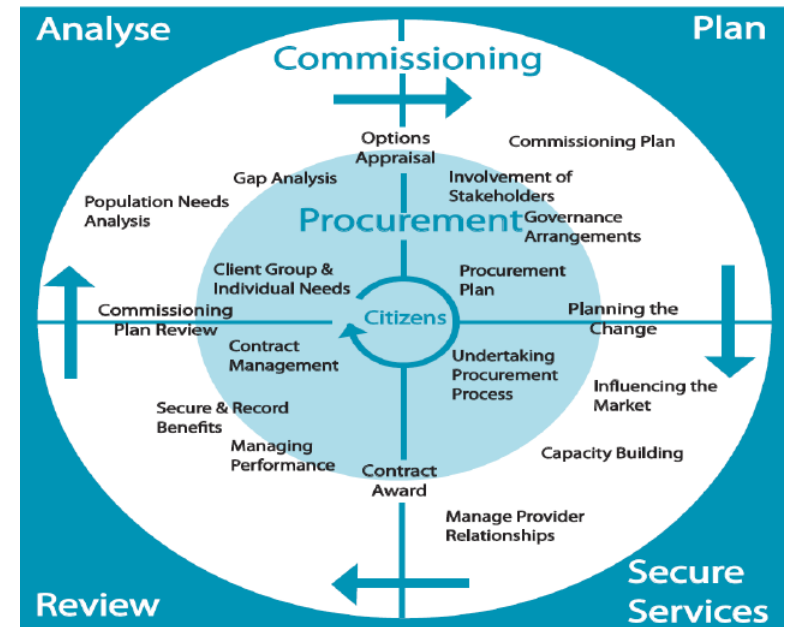 Analyse
Plan
Commissioning
Options
Appraisal
Commissioning Plan
Gap Analysis
Involvement of
Stakeholders
Population Needs
Analysis
Procurement
Governance
Arrangements
Client Group &
Individual Needs
Procurement
Plan
Commissioning
Plan Review
Citizens
Planning the
Change
Contract
Management
Undertaking
Procurement
Process
Influencing the
Market
Secure & Record
Benefits
Managing
Performance
Capacity Building
Contract
Award
Manage Provider
Relationships
Review
Secure
Services